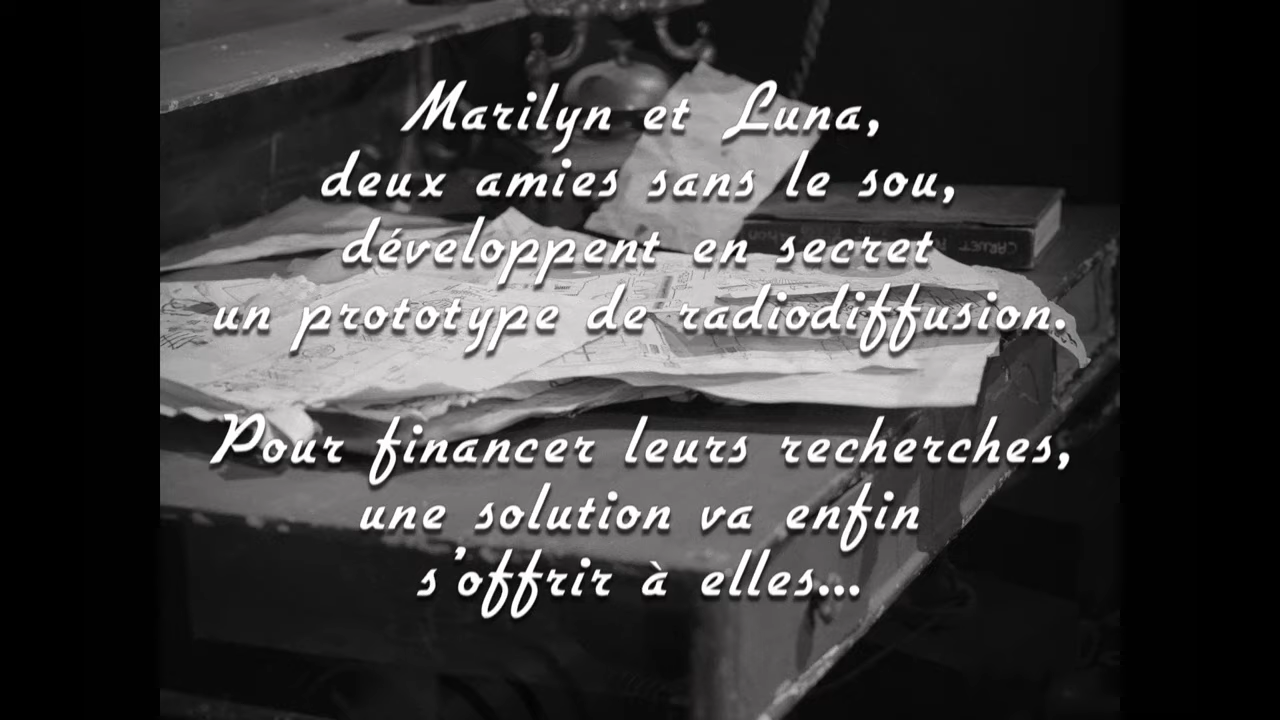 Marilyn et Luna,
deux amies sans le sou,
développent en secret
un prototype de radiodiffusion.
Pour financer leurs recherches,
une solution va enfin
s'offrir à elles...
CARNET